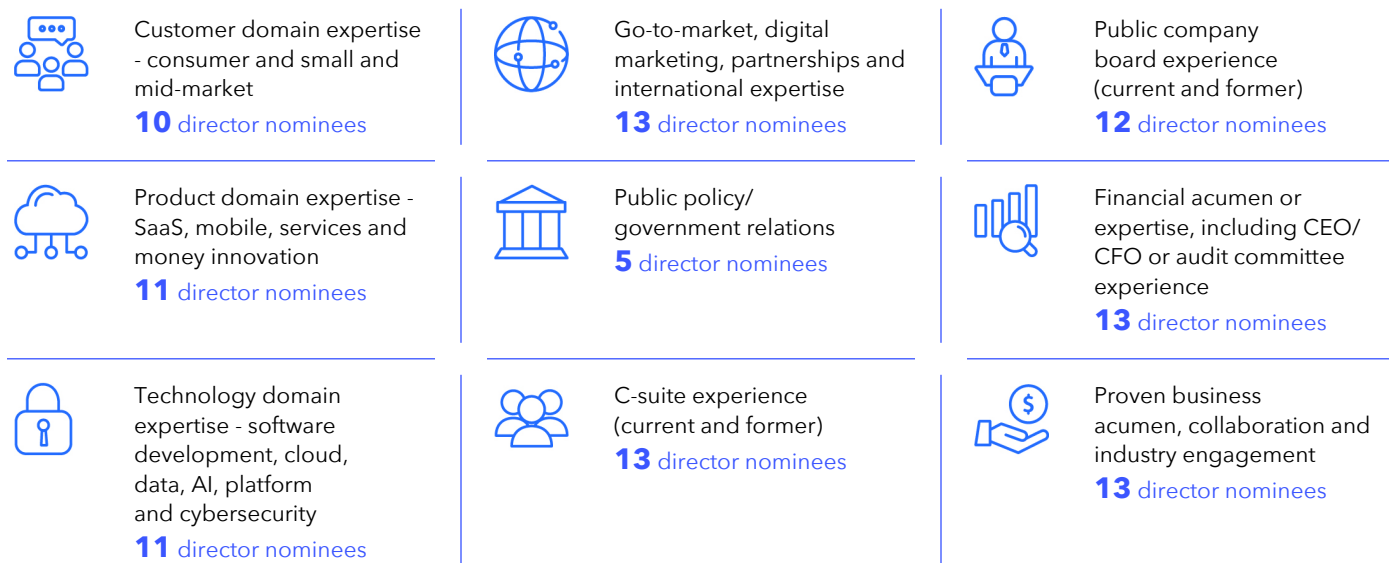 Customer domain expertise
- consumer and small and
mid-market
10 director nominees
Go-to-market, digital
marketing, partnerships and
international expertise
13 director nominees
Public company
board experience
(current and former)
12 director nominees
Product domain expertise -
SaaS, mobile, services and
money innovation
11 director nominees
Public policy/
government relations
5 director nominees
Financial acumen or
expertise, including CEO/
CFO or audit committee
experience
13 director nominees
Technology domain
expertise - software
development, cloud,
data, AI, platform
and cybersecurity
11 director nominees
C-suite experience
(current and former)
13 director nominees
$
Proven business
acumen, collaboration and
industry engagement
13 director nominees